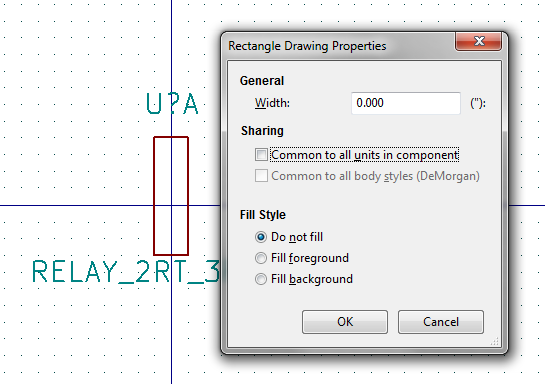 Rectangle Drawing Properties
General
Width: 0.000 ("):
Sharing
Common to all units in component
Common to all body styles (DeMorgan)
Fill Style
Do not fill
Fill foreground
Fill background
OK Cancel
U?A
RELAY_2RT_3